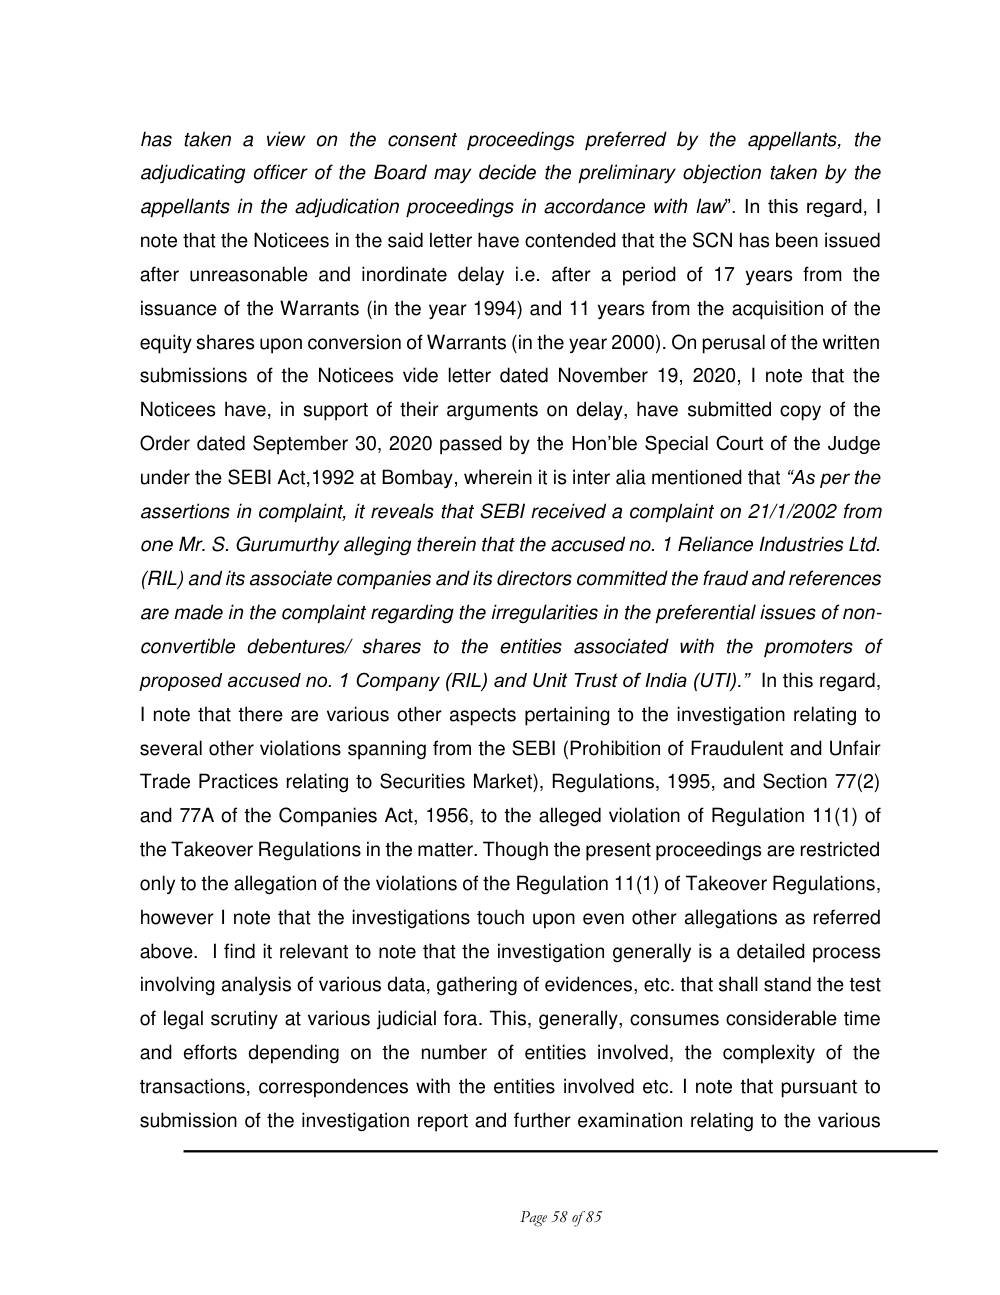 has taken a view on the consent proceedings preferred by the appellants, the
adjudicating officer of the Board may decide the preliminary objection taken by the
appellants in the adjudication proceedings in accordance with law”. In this regard, I
note that the Noticees in the said letter have contended that the SCN has been issued
after unreasonable and inordinate delay i.e. after a period of 17 years from the
issuance of the Warrants (in the year 1994) and 11 years from the acquisition of the
equity shares upon conversion of Warrants (in the year 2000). On perusal of the written
submissions of the Noticees vide letter dated November 19, 2020, I note that the
Noticees have, in support of their arguments on delay, have submitted copy of the
Order dated September 30, 2020 passed by the Hon’ble Special Court of the Judge
under the SEBI Act,1992 at Bombay, wherein it is inter alia mentioned that “As per the
assertions in complaint, it reveals that SEBI received a complaint on 21/1/2002 from
one Mr. S. Gurumurthy alleging therein that the accused no. 1 Reliance Industries Ltd.
(RIL) and its associate companies and its directors committed the fraud and references
are made in the complaint regarding the irregularities in the preferential issues of non-
convertible debentures/ shares to the entities associated with the promoters of
proposed accused no. 1 Company (RIL) and Unit Trust of India (UTI).” In this regard,
I note that there are various other aspects pertaining to the investigation relating to
several other violations spanning from the SEBI (Prohibition of Fraudulent and Unfair
Trade Practices relating to Securities Market), Regulations, 1995, and Section 77(2)
and 77A of the Companies Act, 1956, to the alleged violation of Regulation 11(1) of
the Takeover Regulations in the matter. Though the present proceedings are restricted
only to the allegation of the violations of the Regulation 11(1) of Takeover Regulations,
however I note that the investigations touch upon even other allegations as referred
above. I find it relevant to note that the investigation generally is a detailed process
involving analysis of various data, gathering of evidences, etc. that shall stand the test
of legal scrutiny at various judicial fora. This, generally, consumes considerable time
and efforts depending on the number of entities involved, the complexity of the
transactions, correspondences with the entities involved etc. I note that pursuant to
submission of the investigation report and further examination relating to the various
Page 58 of 85